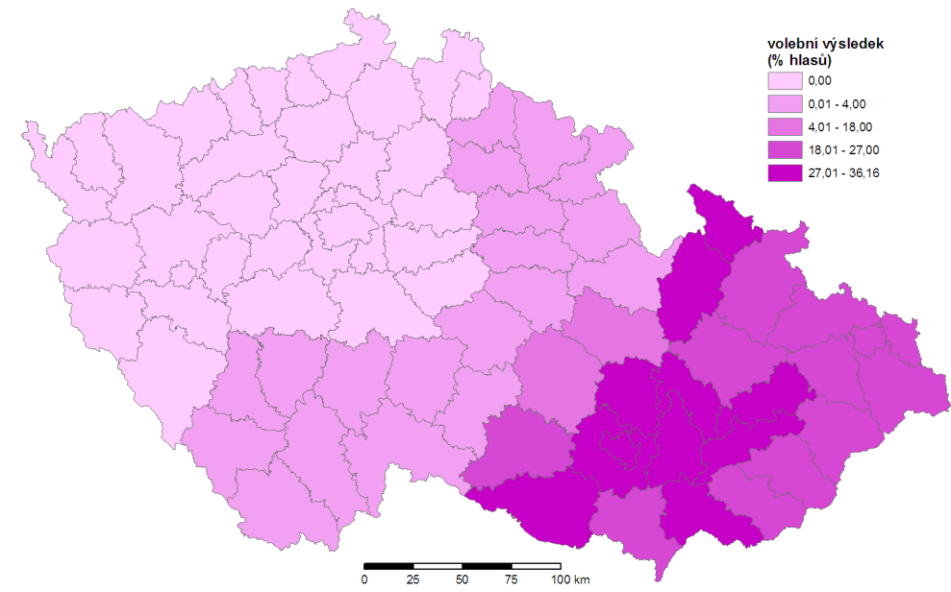 volební výsledek
(% hlasů)
0,00
0,01 - 4,00
4,01 - 18,00
18,01 - 27,00
27,01 - 36,16
0 25 50 75 100 km